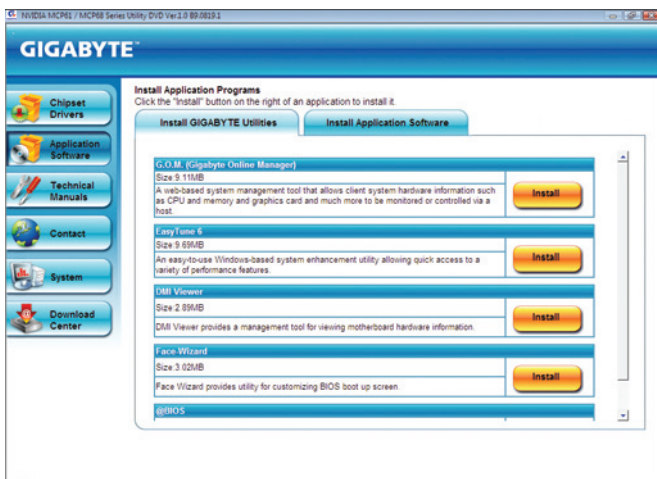 NVIDIA MCP61 / MCP68 Series Utility DVD Ver.1.0 B9.0819.1
GIGABYTE™
Chipset
Drivers
Application
Software
Technical
Manuals
Contact
System
Download
Center
Install Application Programs
Click the "Install" button on the right of an application to install it.
Install GIGABYTE Utilities
Install Application Software
G.O.M. (Gigabyte Online Manager)
Size:9.11MB
A web-based system management tool that allows client system hardware information such
as CPU and memory and graphics card and much more to be monitored or controlled via a
host.
Install
EasyTune 6
Size:9.69MB
An easy-to-use Windows-based system enhancement utility allowing quick access to a
variety of performance features.
Install
DMI Viewer
Size:2.89MB
DMI Viewer provides a management tool for viewing motherboard hardware information.
Install
Face-Wizard
Size:3.02MB
Face Wizard provides utility for customizing BIOS boot up screen
Install
@BIOS